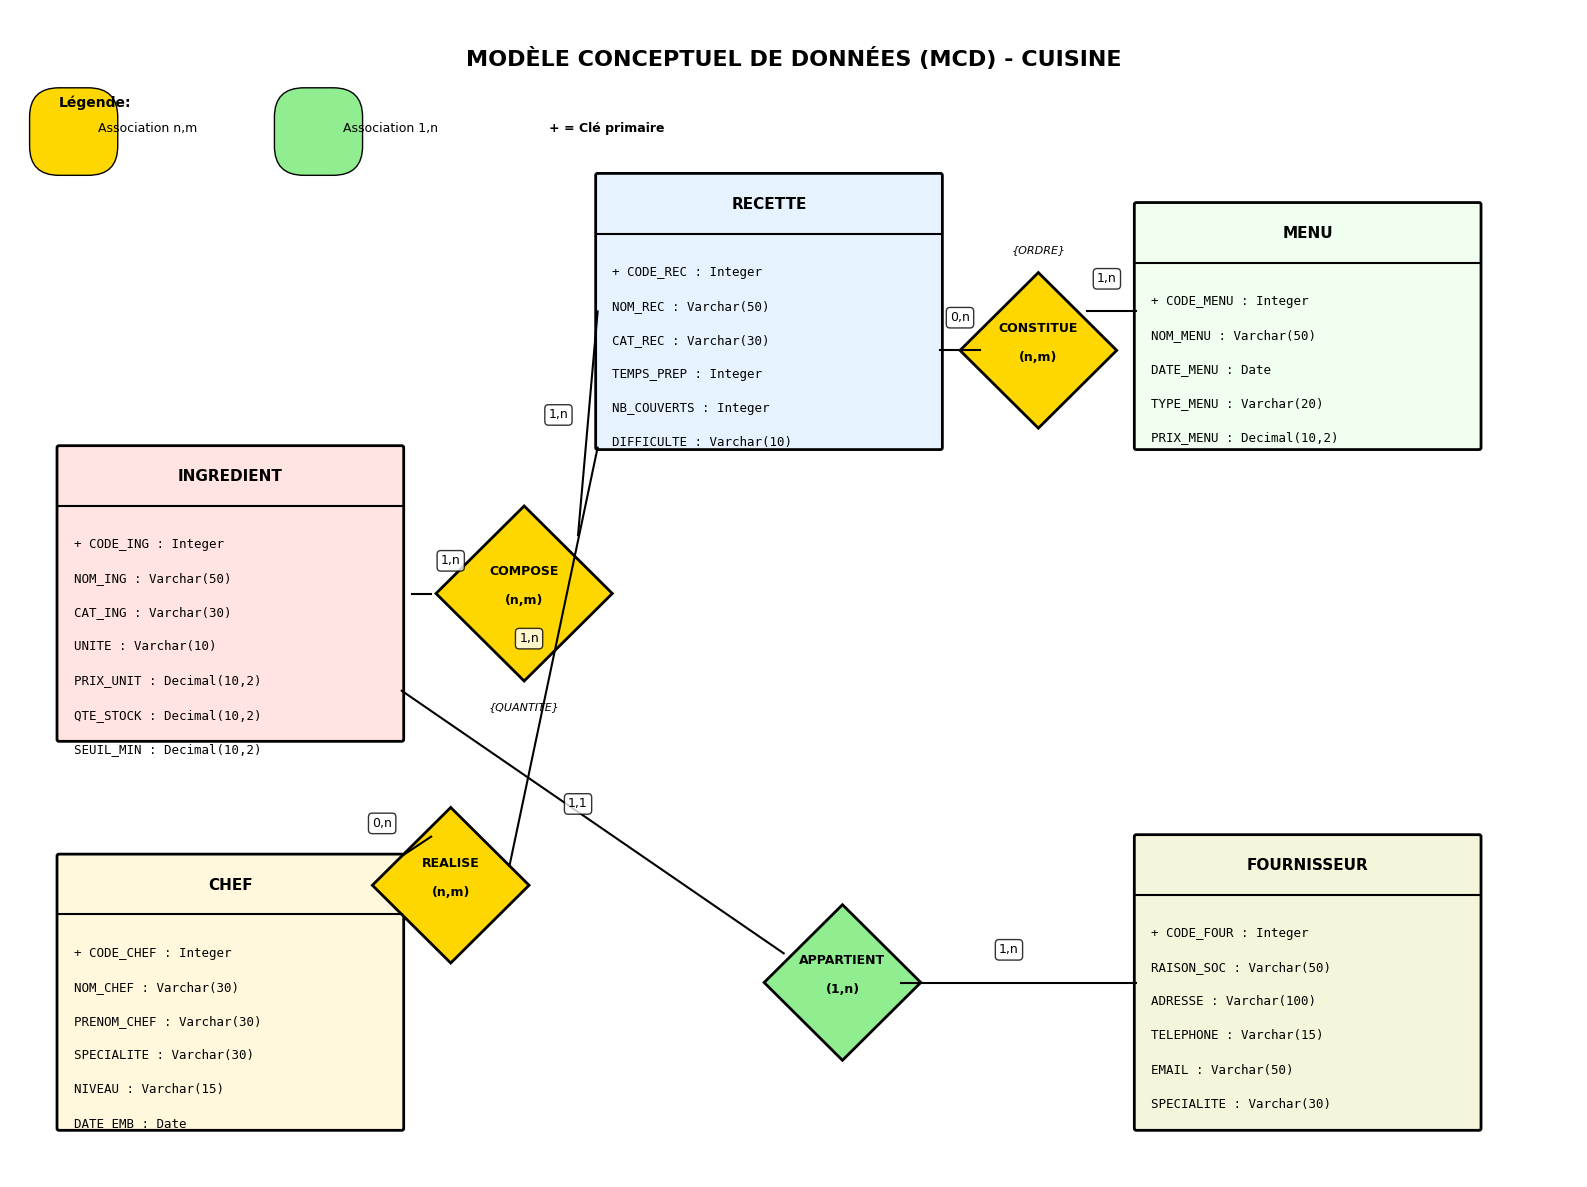 MODÈLE CONCEPTUEL DE DONNÉES (MCD) - CUISINE
Légende:
Association n,m
Association 1,n
+ = Clé primaire
RECETTE
+ CODE_REC : Integer
NOM_REC : Varchar(50)
CAT_REC : Varchar(30)
TEMPS_PREP : Integer
NB_COUVERTS : Integer
DIFFICULTE : Varchar(10)
{ORDRE}
0,n
CONSTITUE
(n,m)
1,n
MENU
+ CODE_MENU : Integer
NOM_MENU : Varchar(50)
DATE_MENU : Date
TYPE_MENU : Varchar(20)
PRIX_MENU : Decimal(10,2)
1,n
INGREDIENT
+ CODE_ING : Integer
NOM_ING : Varchar(50)
CAT_ING : Varchar(30)
UNITE : Varchar(10)
PRIX_UNIT : Decimal(10,2)
QTE_STOCK : Decimal(10,2)
SEUIL_MIN : Decimal(10,2)
1,n
COMPOSE
(n,m)
1,n
{QUANTITE}
1,1
0,n
REALISE
(n,m)
CHEF
+ CODE_CHEF : Integer
NOM_CHEF : Varchar(30)
PRENOM_CHEF : Varchar(30)
SPECIALITE : Varchar(30)
NIVEAU : Varchar(15)
DATE_EMB : Date
APPARTIENT
(1,n)
1,n
FOURNISSEUR
+ CODE_FOUR : Integer
RAISON_SOC : Varchar(50)
ADRESSE : Varchar(100)
TELEPHONE : Varchar(15)
EMAIL : Varchar(50)
SPECIALITE : Varchar(30)